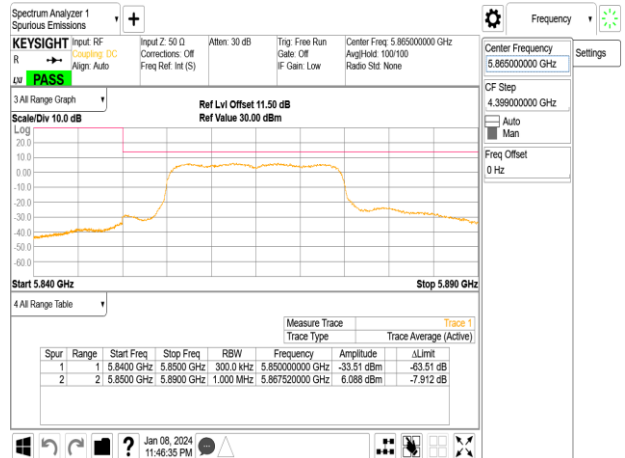 Spectrum Analyzer 1
Spurious Emissions
Frequency
KEYSIGHT
R
LXI
PASS
Input: RF
Coupling: DC
Align: Auto
Input Z: 50 Ω
Corrections: Off
Freq Ref: Int (S)
Atten: 30 dB
Trig: Free Run
Gate: Off
IF Gain: Low
Center Freq: 5.865000000 GHz
Avg|Hold: 100/100
Radio Std: None
Center Frequency
5.865000000 GHz
Settings
CF Step
4.399000000 GHz
Auto
Man
Freq Offset
0 Hz
3 All Range Graph
Scale/Div 10.0 dB
Ref Lvl Offset 11.50 dB
Ref Value 30.00 dBm
Log
20.0
10.0
0.00
-10.0
-20.0
-30.0
-40.0
-50.0
-60.0
Start 5.840 GHz
Stop 5.890 GHz
4 All Range Table
Measure Trace Trace 1
Trace Type Trace Average (Active)
Spur Range Start Freq Stop Freq RBW Frequency Amplitude ΔLimit
1 1 5.8400 GHz 5.8500 GHz 300.0 kHz 5.850000000 GHz -33.51 dBm -63.51 dB
2 2 5.8500 GHz 5.8900 GHz 1.000 MHz 5.867520000 GHz 6.088 dBm -7.912 dB
?
Jan 08, 2024
11:46:35 PM